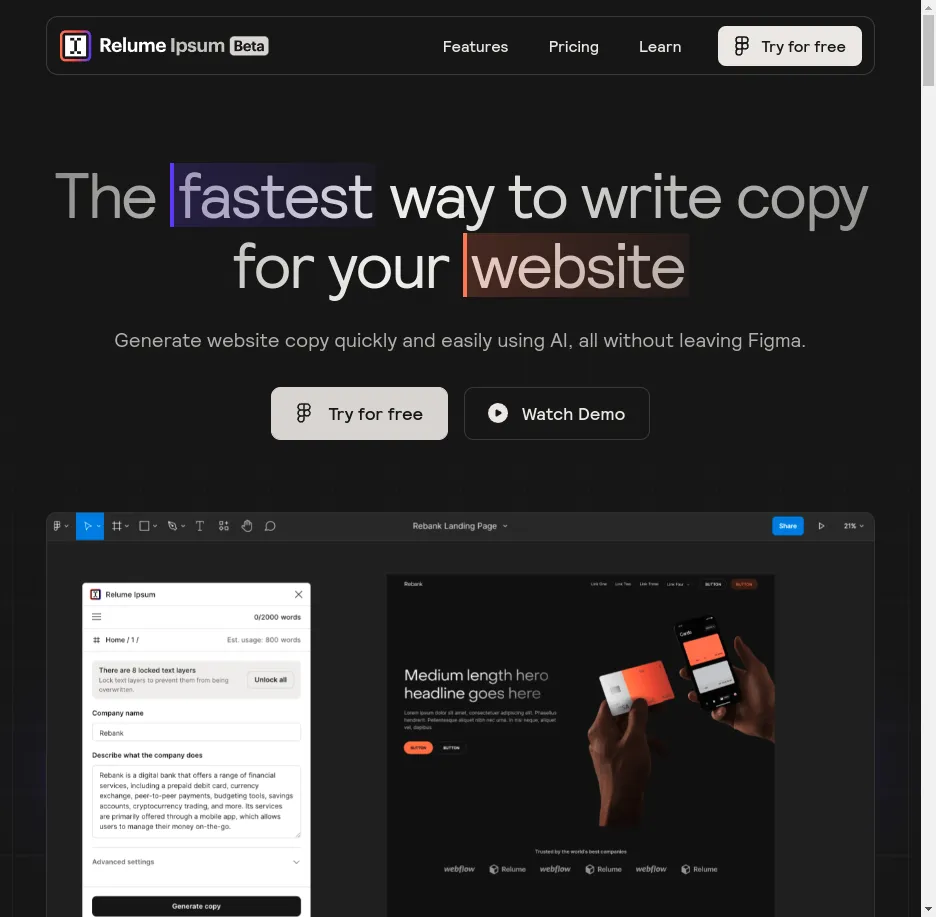 Relume Ipsum Beta
Features
Pricing
Learn
Try for free
The fastest way to write copy
for your website
Generate website copy quickly and easily using AI, all without leaving Figma.
Try for free
Watch Demo
Rebank Landing Page
Share
21%
Relume Ipsum
0/2000 words
Home / 1 /
Est. usage: 800 words
There are 8 locked text layers
Lock text layers to prevent them from being
overwritten.
Unlock all
Company name
Rebank
Describe what the company does
Rebank is a digital bank that offers a range of financial
services, including a prepaid debit card, currency
exchange, peer-to-peer payments, budgeting tools, savings
accounts, cryptocurrency trading, and more. Its services
are primarily offered through a mobile app, which allows
users to manage their money on-the-go.
Advanced settings
Generate copy
Rebank
Link One
Link Two
Link Three
Link Four
BUTTON
BUTTON
Medium length hero
headline goes here
Lorem ipsum dolor sit amet, consectetur adipiscing elit. Phasellus
hendrerit. Pellentesque aliquet nibh nec urna. In nisi neque, aliquet
vel, dapibus.
BUTTON
BUTTON
Cards
Trusted by the world's best companies
webflow
Relume
webflow
Relume
webflow
Relume